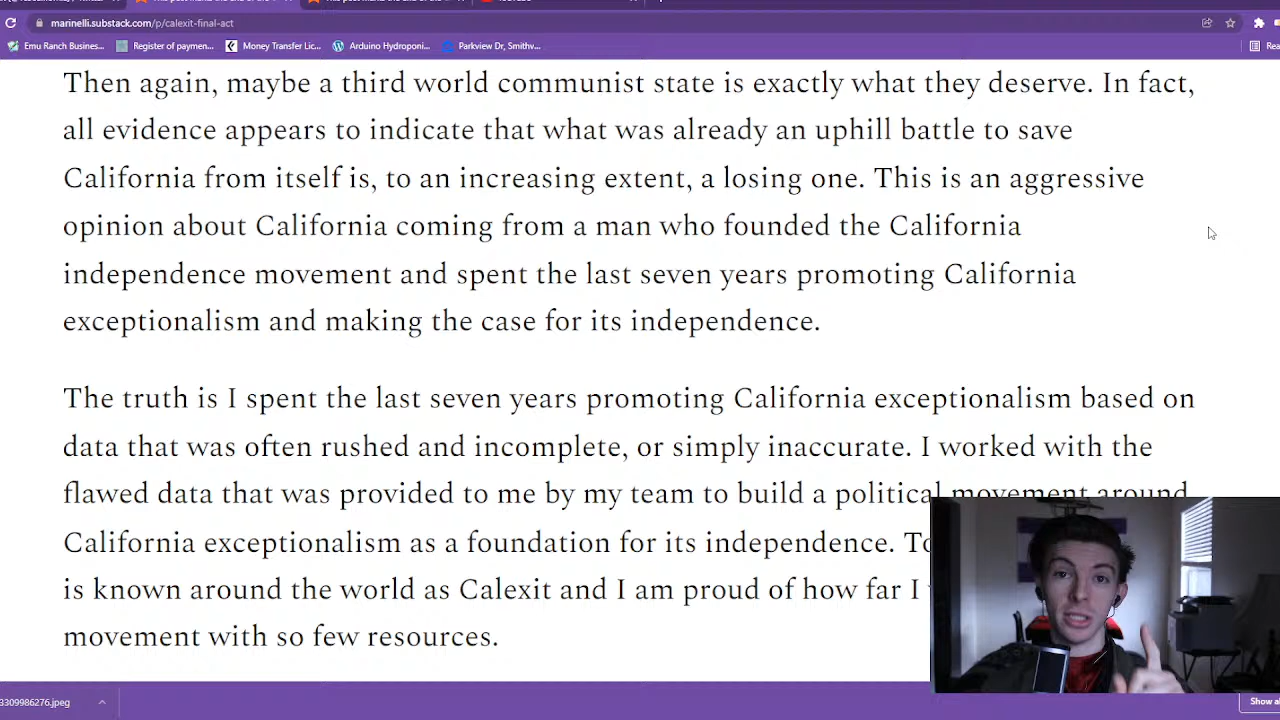 marinelli.substack.com/p/calexit-final-act
Emu Ranch Busines... Register of paymen... Money Transfer Lic... Arduino Hydroponi... Parkview Dr, Smithv... Rea
Then again, maybe a third world communist state is exactly what they deserve. In fact,
all evidence appears to indicate that what was already an uphill battle to save
California from itself is, to an increasing extent, a losing one. This is an aggressive
opinion about California coming from a man who founded the California
independence movement and spent the last seven years promoting California
exceptionalism and making the case for its independence.
The truth is I spent the last seven years promoting California exceptionalism based on
data that was often rushed and incomplete, or simply inaccurate. I worked with the
flawed data that was provided to me by my team to build a political movement around
California exceptionalism as a foundation for its independence. To
is known around the world as Calexit and I am proud of how far I
movement with so few resources.
3309986276.jpeg
Show al